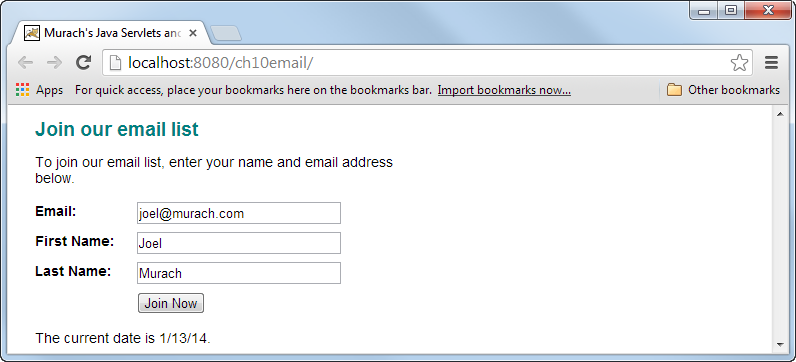 Murach's Java Servlets and
localhost:8080/ch10email/
Apps For quick access, place your bookmarks here on the bookmarks bar. Import bookmarks now... Other bookmarks
Join our email list
To join our email list, enter your name and email address
below.
Email: joel@murach.com
First Name: Joel
Last Name: Murach
Join Now
The current date is 1/13/14.